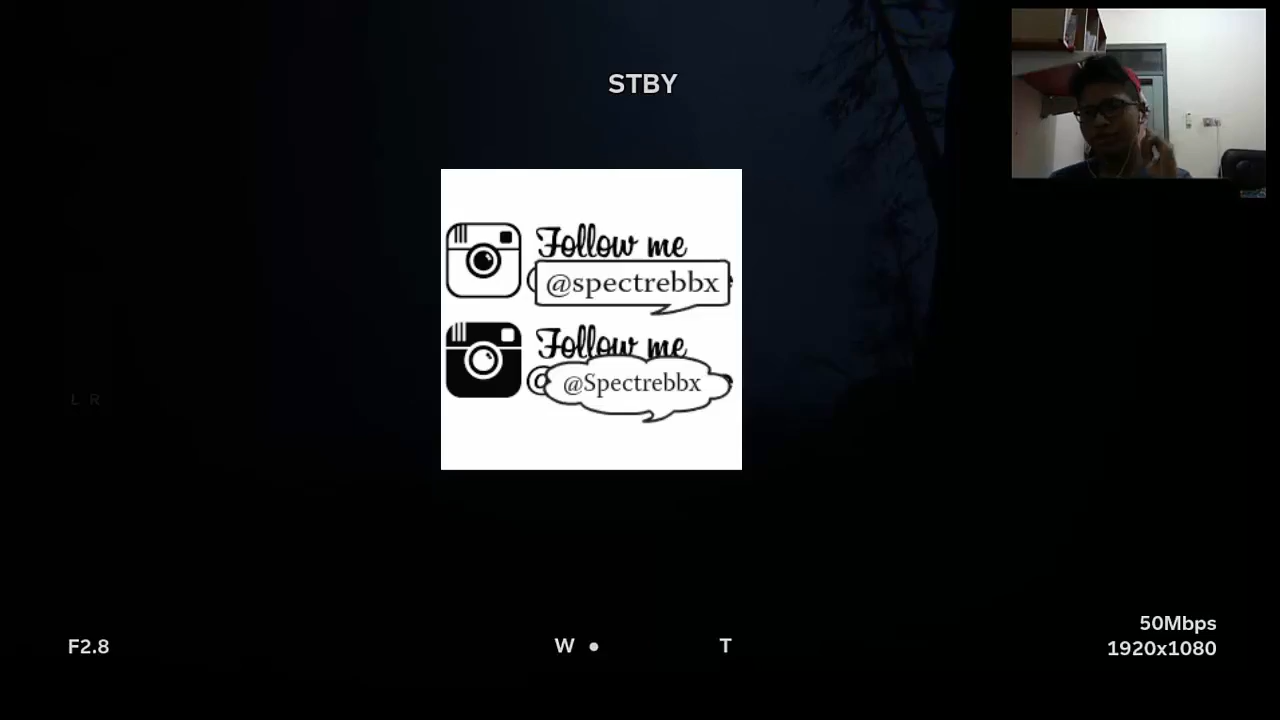 STBY
Follow me
@spectrebbx
Follow me
@Spectrebbx
L R
F2.8
W
T
50Mbps
1920x1080